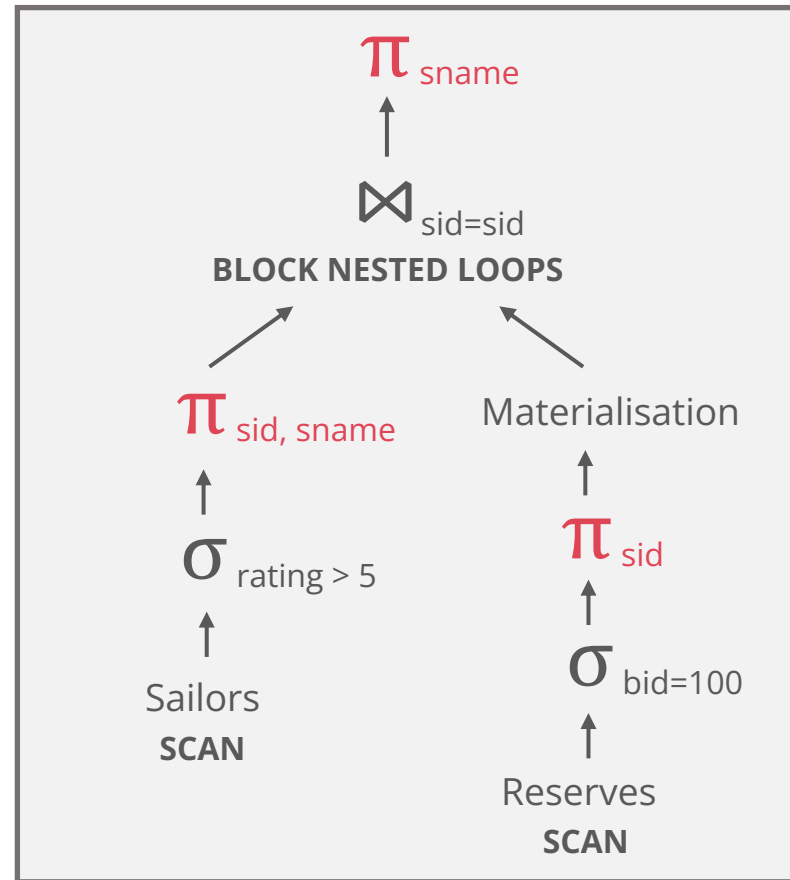 π sname
⋈ sid=sid
BLOCK NESTED LOOPS
π sid, sname
Materialisation
σ rating > 5
π sid
Sailors
SCAN
σ bid=100
Reserves
SCAN